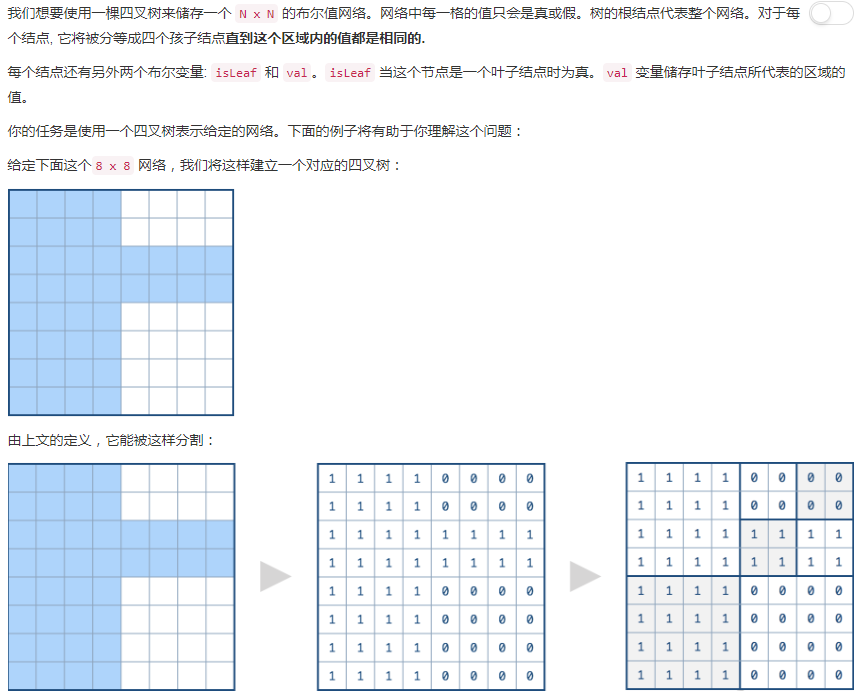 我们想要使用一棵四叉树来储存一个 N x N 的布尔值网络。网络中每一格的值只会是真或假。树的根结点代表整个网络。对于每
个结点, 它将被分等成四个孩子结点直到这个区域内的值都是相同的.
每个结点还有另外两个布尔变量: isLeaf 和 val 。isLeaf 当这个节点是一个叶子结点时为真。val 变量储存叶子结点所代表的区域的
值。
你的任务是使用一个四叉树表示给定的网络。下面的例子将有助于你理解这个问题：
给定下面这个 8 x 8 网络，我们将这样建立一个对应的四叉树：
由上文的定义，它能被这样分割：
1 1 1 1 0 0 0 0
1 1 1 1 0 0 0 0
1 1 1 1 1 1 1 1
1 1 1 1 1 1 1 1
1 1 1 1 0 0 0 0
1 1 1 1 0 0 0 0
1 1 1 1 0 0 0 0
1 1 1 1 0 0 0 0
1 1 1 1 0 0 0 0
1 1 1 1 0 0 0 0
1 1 1 1 1 1 1 1
1 1 1 1 1 1 1 1
1 1 1 1 0 0 0 0
1 1 1 1 0 0 0 0
1 1 1 1 0 0 0 0
1 1 1 1 0 0 0 0